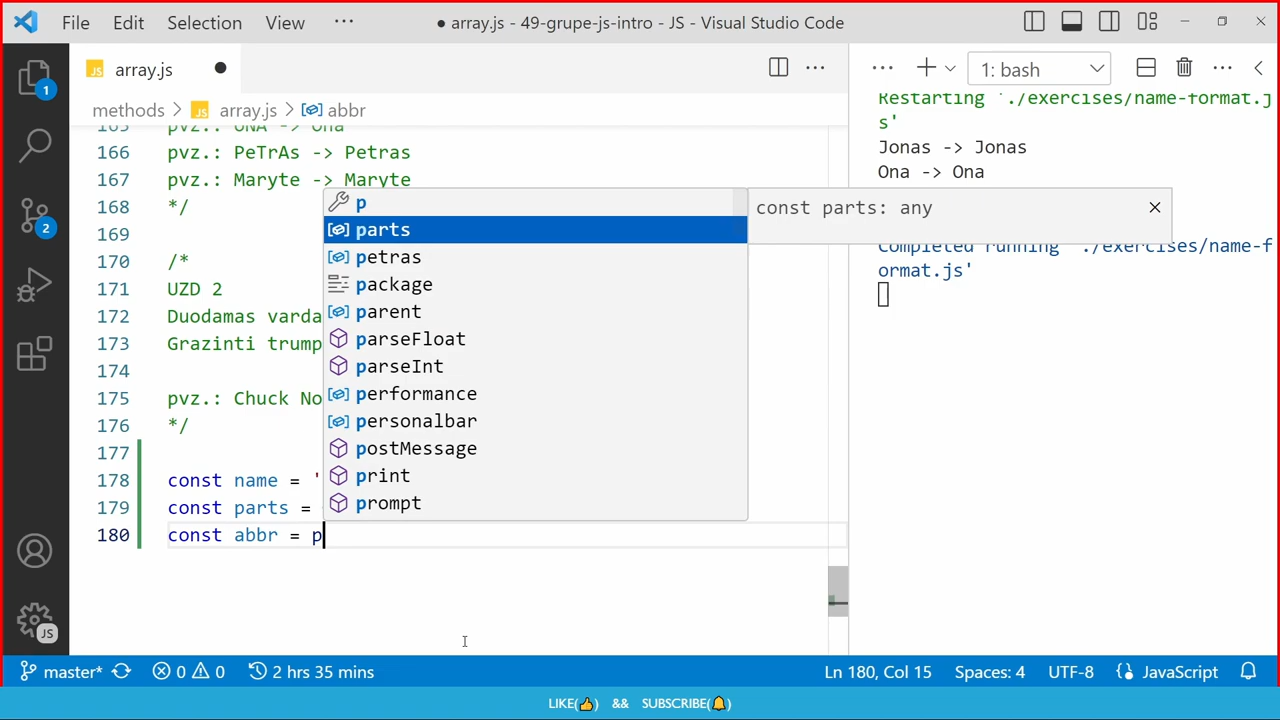 File Edit Selection View ··· ● array.js - 49-grupe-js-intro - JS - Visual Studio Code
JS array.js ●
1: bash
methods > JS array.js > abbr
165 pvz.: ONA -> Ona
166 pvz.: PeTrAs -> Petras
167 pvz.: Maryte -> Maryte
168 */
169
170 /*
171 UZD 2
172 Duodamas varda
173 Grazinti trump
174
175 pvz.: Chuck No
176 */
177
178 const name = '
179 const parts =
180 const abbr = p
p
parts
petras
package
parent
parseFloat
parseInt
performance
personalbar
postMessage
print
prompt
const parts: any
Restarting './exercises/name-format.j
s'
Jonas -> Jonas
Ona -> Ona
Completed running './exercises/name-f
ormat.js'
1
2
JS
master* 0 0 2 hrs 35 mins Ln 180, Col 15 Spaces: 4 UTF-8 JavaScript
LIKE(👍) && SUBSCRIBE(🔔)